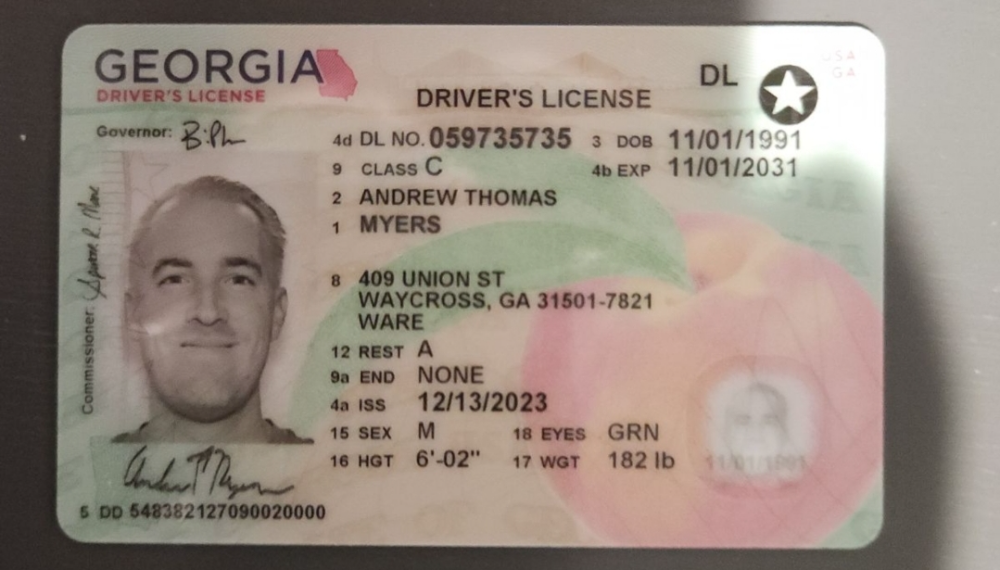 GEORGIA
DRIVER'S LICENSE
DRIVER'S LICENSE
DL
USA
GA
Governor:
4d DL NO. 059735735 3 DOB 11/01/1991
9 CLASS C 4b EXP 11/01/2031
2 ANDREW THOMAS
1 MYERS
8 409 UNION ST
WAYCROSS, GA 31501-7821
WARE
12 REST A
9a END NONE
4a ISS 12/13/2023
15 SEX M 18 EYES GRN
16 HGT 6'-02" 17 WGT 182 lb
11/01/1991
Commissioner:
5 DD 548382127090020000